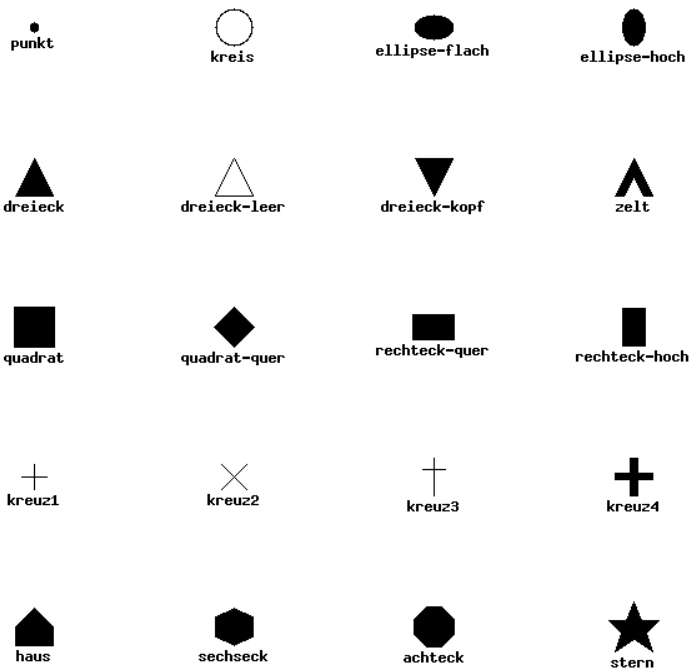 punkt kreis ellipse-flach ellipse-hoch
dreieck dreieck-leer dreieck-kopf zelt
quadrat quadrat-quer rechteck-quer rechteck-hoch
kreuz1 kreuz2 kreuz3 kreuz4
haus sechseck achteck stern